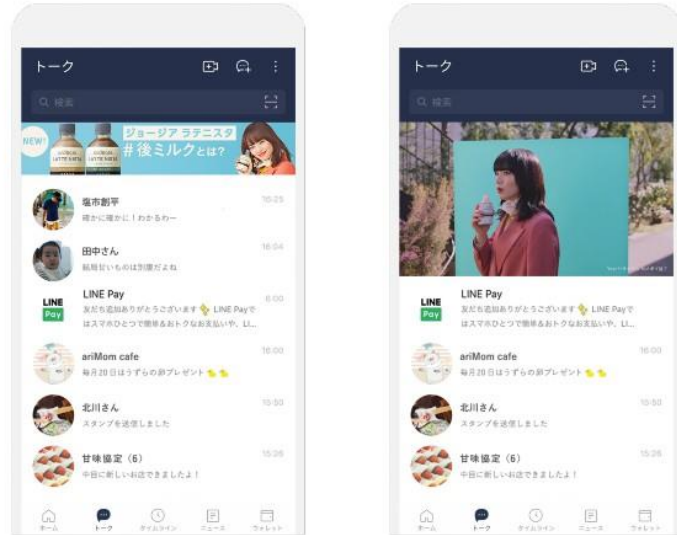 トーク
検索
NEW!
ジョージア ラテニスタ
#後ミルクとは?
塩市創平
16:25
確かに確かに！わかるわー
田中さん
16:04
結局甘いものは別腹だよね
LINE Pay
LINE Pay
友だち追加ありがとうございます LINE Payで
はスマホひとつで簡単&おトクなお支払いや、LI...
ariMom cafe
16:00
毎月20日はうずらの卵プレゼント
北川さん
15:50
スタンプを送信しました
甘味協定（6）
15:26
中目に新しいお店できましたよ！
ホーム
トーク
タイムライン
ニュース
ウォレット
トーク
検索
LINE Pay
LINE Pay
友だち追加ありがとうございます LINE Payで
はスマホひとつで簡単&おトクなお支払いや、LI...
ariMom cafe
16:00
毎月20日はうずらの卵プレゼント
北川さん
15:50
スタンプを送信しました
甘味協定（6）
15:26
中目に新しいお店できましたよ！
ホーム
トーク
タイムライン
ニュース
ウォレット